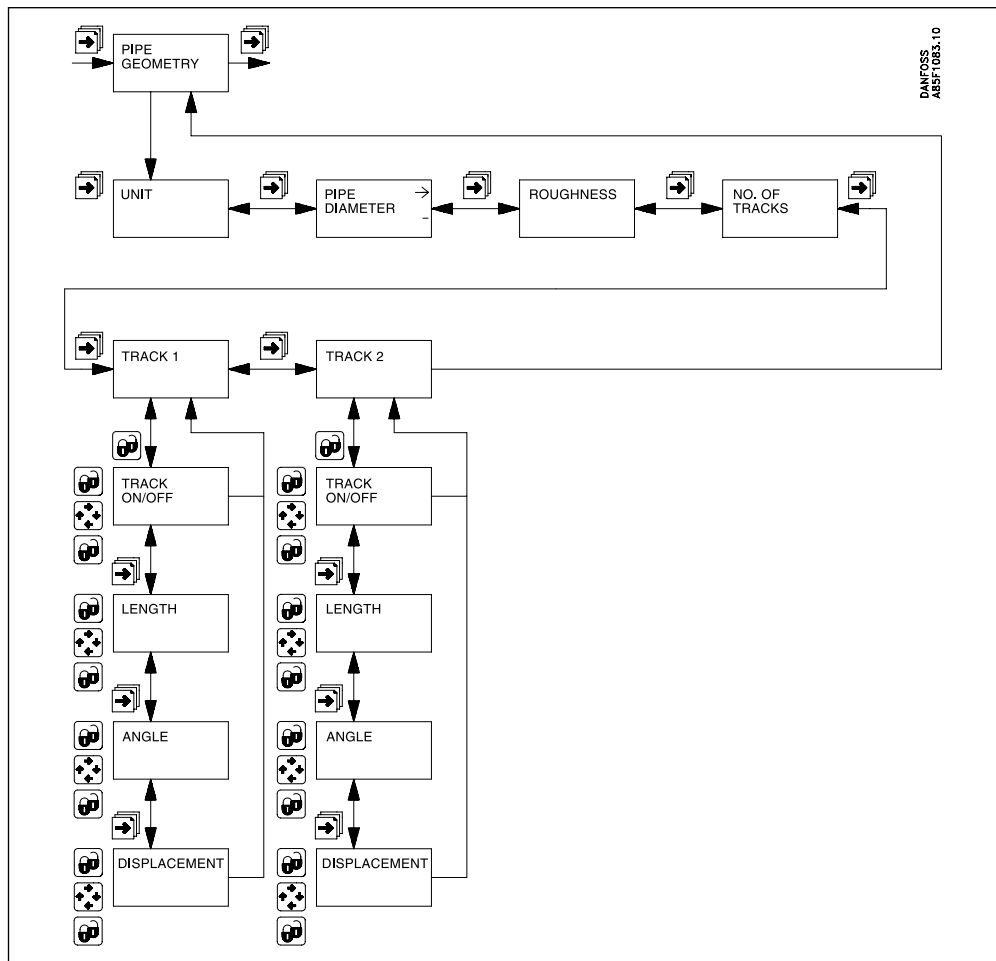 PIPE
GEOMETRY
DANFOSS
A85F1083.10
UNIT
PIPE
DIAMETER
ROUGHNESS
NO. OF
TRACKS
TRACK 1
TRACK 2
TRACK
ON/OFF
TRACK
ON/OFF
LENGTH
LENGTH
ANGLE
ANGLE
DISPLACEMENT
DISPLACEMENT